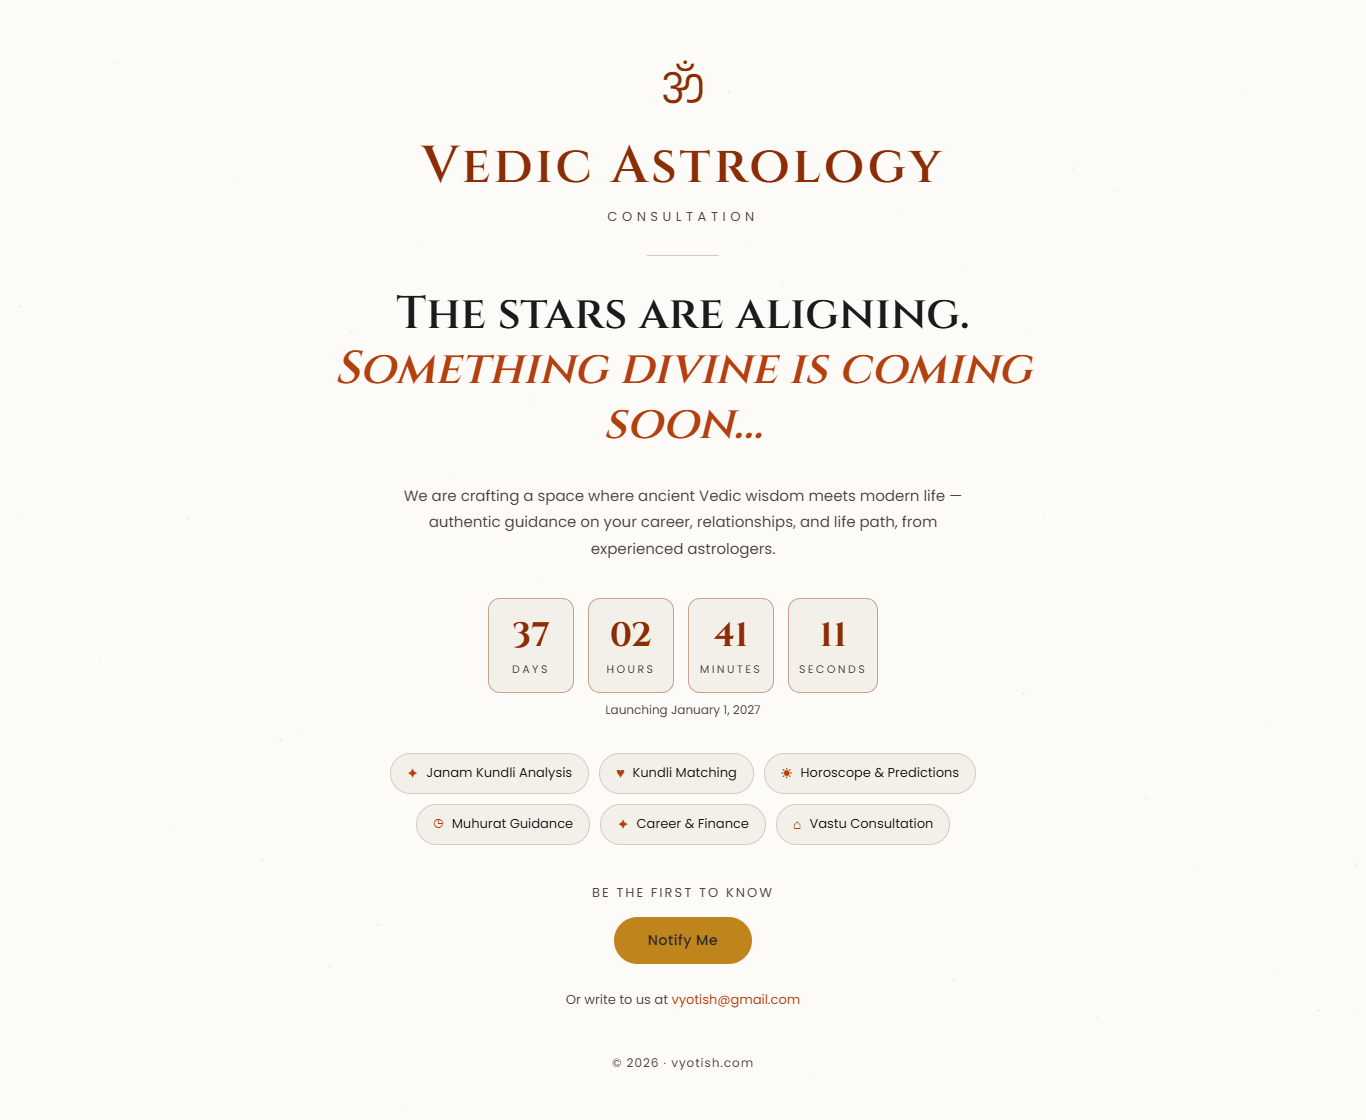 ॐ
Vedic Astrology
CONSULTATION
The stars are aligning.
Something divine is coming
soon...
We are crafting a space where ancient Vedic wisdom meets modern life —
authentic guidance on your career, relationships, and life path, from
experienced astrologers.
37 02 41 11
DAYS HOURS MINUTES SECONDS
Launching January 1, 2027
✦ Janam Kundli Analysis ♥ Kundli Matching ☀ Horoscope & Predictions
◷ Muhurat Guidance ✦ Career & Finance ⌂ Vastu Consultation
BE THE FIRST TO KNOW
Notify Me
Or write to us at vyotish@gmail.com
© 2026 · vyotish.com